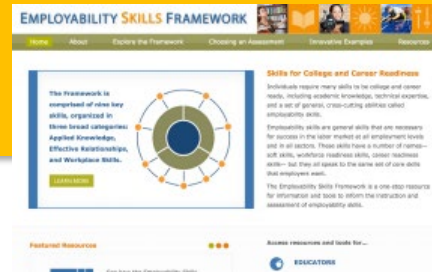 EMPLOYABILITY SKILLS FRAMEWORK
Home About Explore the Framework Choosing an Assessment Innovative Examples Resources
The Framework is
comprised of nine key
skills, organized in
three broad categories:
Applied Knowledge,
Effective Relationships,
and Workplace Skills.
LEARN MORE
Skills for College and Career Readiness
Individuals require many skills to be college and career
ready, including academic knowledge, technical expertise,
and a set of general, cross-cutting abilities called
employability skills.
Employability skills are general skills that are necessary
for success in the labor market at all employment levels
and in all sectors. These skills have a number of names—
soft skills, workforce readiness skills, career readiness
skills— but they all speak to the same set of core skills
that employers want.
The Employability Skills Framework is a one-stop resource
for information and tools to inform the instruction and
assessment of employability skills.
Featured Resources
See how the Employability Skills
Access resources and tools for...
EDUCATORS